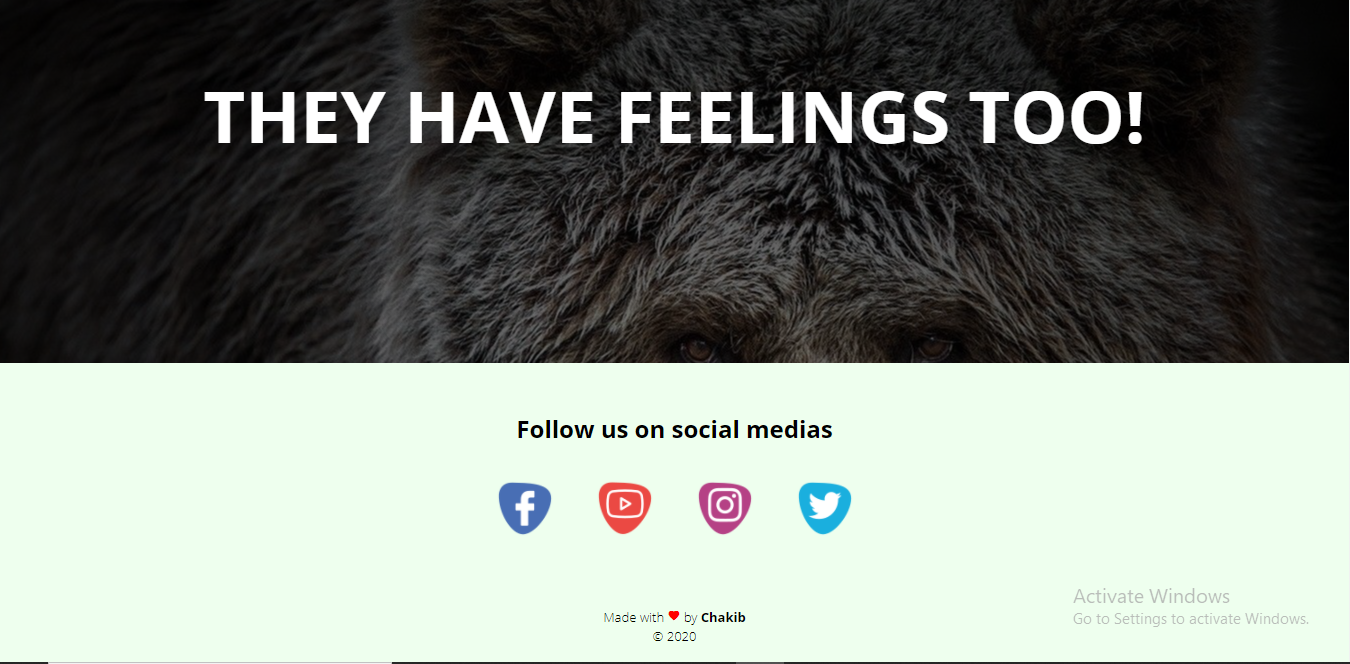 THEY HAVE FEELINGS TOO!
Follow us on social medias
Made with ❤ by Chakib
© 2020
Activate Windows
Go to Settings to activate Windows.